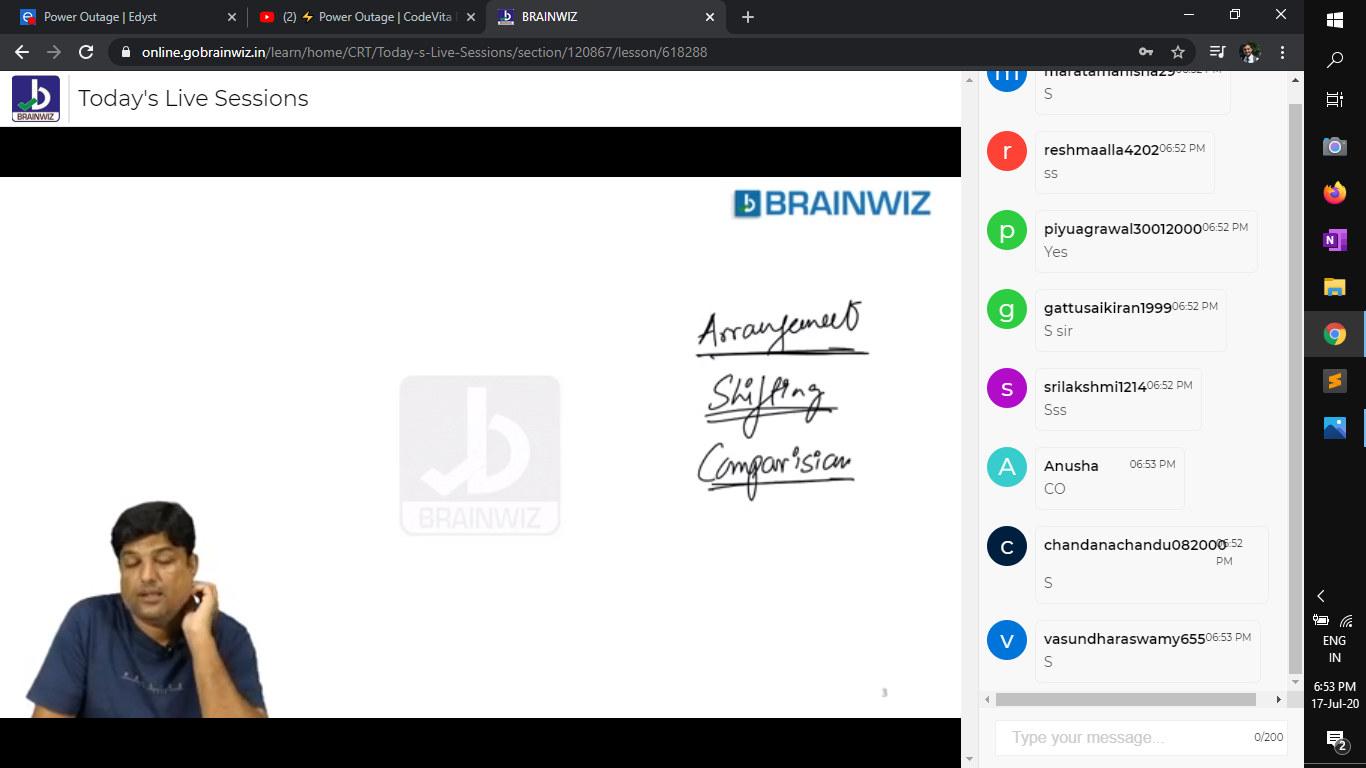 Power Outage | Edyst
(2) ⚡ Power Outage | CodeVita
BRAINWIZ
online.gobrainwiz.in/learn/home/CRT/Today-s-Live-Sessions/section/120867/lesson/618288
BRAINWIZ
Today's Live Sessions
BRAINWIZ
Arrangement
Shifting
Comparision
BRAINWIZ
3
m
maratamanisha29 06:52 PM
S
r
reshmaalla4202 06:52 PM
ss
p
piyuagrawal30012000 06:52 PM
Yes
g
gattusaikiran1999 06:52 PM
S sir
s
srilakshmi1214 06:52 PM
Sss
A
Anusha 06:53 PM
CO
c
chandanachandu082000 06:52
PM
S
v
vasundharaswamy655 06:53 PM
S
Type your message... 0/200
ENG
IN
6:53 PM
17-Jul-20
2